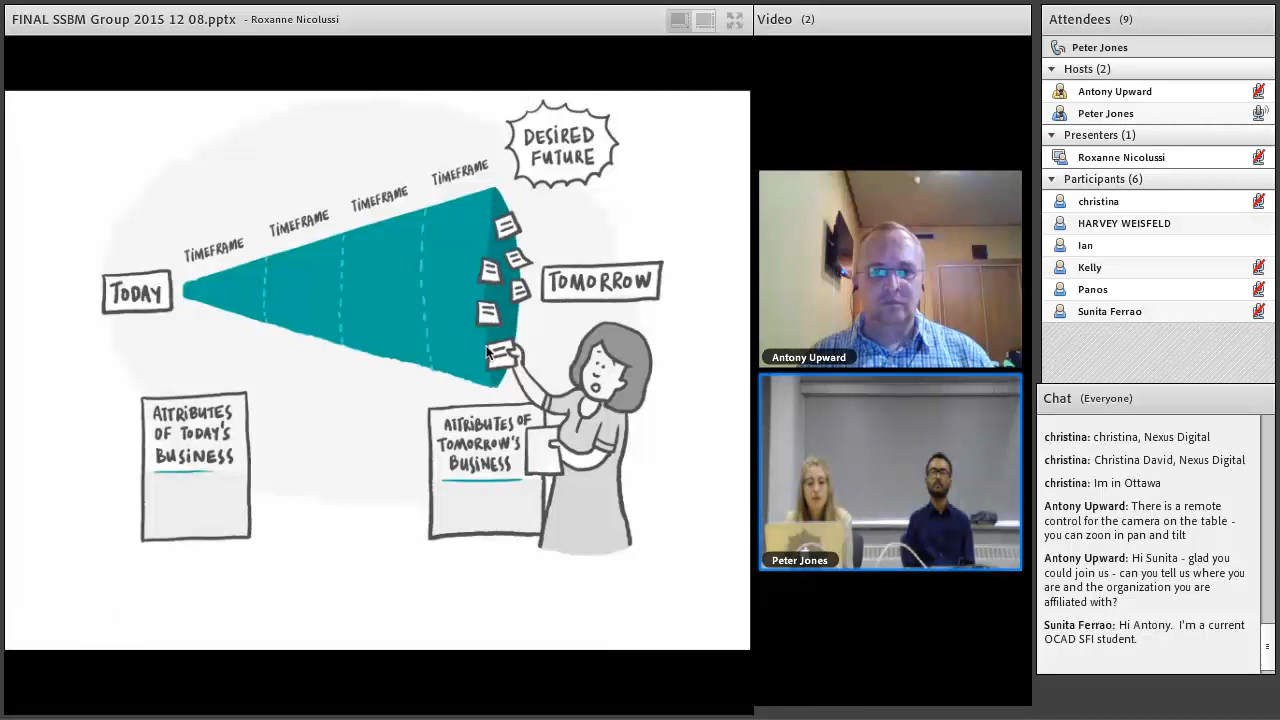 FINAL SSBM Group 2015 12 08.pptx - Roxanne Nicolussi
DESIRED
FUTURE
TIMEFRAME
TIMEFRAME
TIMEFRAME
TIMEFRAME
TODAY
TOMORROW
ATTRIBUTES
OF TODAY'S
BUSINESS
ATTRIBUTES OF
TOMORROW'S
BUSINESS
Video (2)
Antony Upward
Peter Jones
Attendees (9)
Peter Jones
Hosts (2)
Antony Upward
Peter Jones
Presenters (1)
Roxanne Nicolussi
Participants (6)
christina
HARVEY WEISFELD
Ian
Kelly
Panos
Sunita Ferrao
Chat (Everyone)
christina: christina, Nexus Digital
christina: Christina David, Nexus Digital
christina: Im in Ottawa
Antony Upward: There is a remote
control for the camera on the table -
you can zoon in pan and tilt
Antony Upward: Hi Sunita - glad you
could join us - can you tell us where you
are and the organization you are
affiliated with?
Sunita Ferrao: Hi Antony. I'm a current
OCAD SFI student.